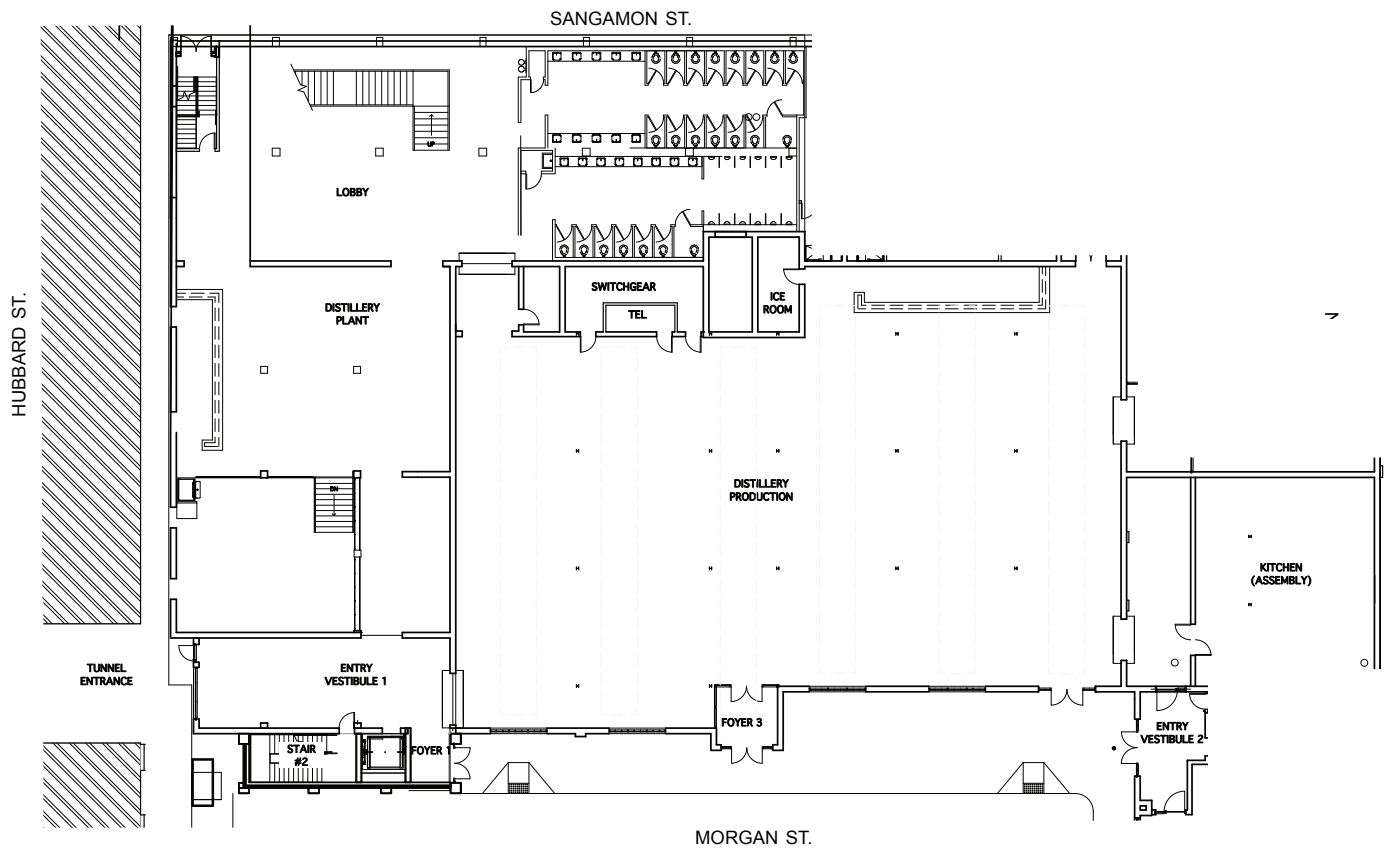 SANGAMON ST.
UP
LOBBY
HUBBARD ST.
DISTILLERY
PLANT
SWITCHGEAR
TEL
ICE
ROOM
DN
DISTILLERY
PRODUCTION
KITCHEN
(ASSEMBLY)
TUNNEL
ENTRANCE
ENTRY
VESTIBULE 1
STAIR
#2
FOYER 1
FOYER 3
ENTRY
VESTIBULE 2
MORGAN ST.